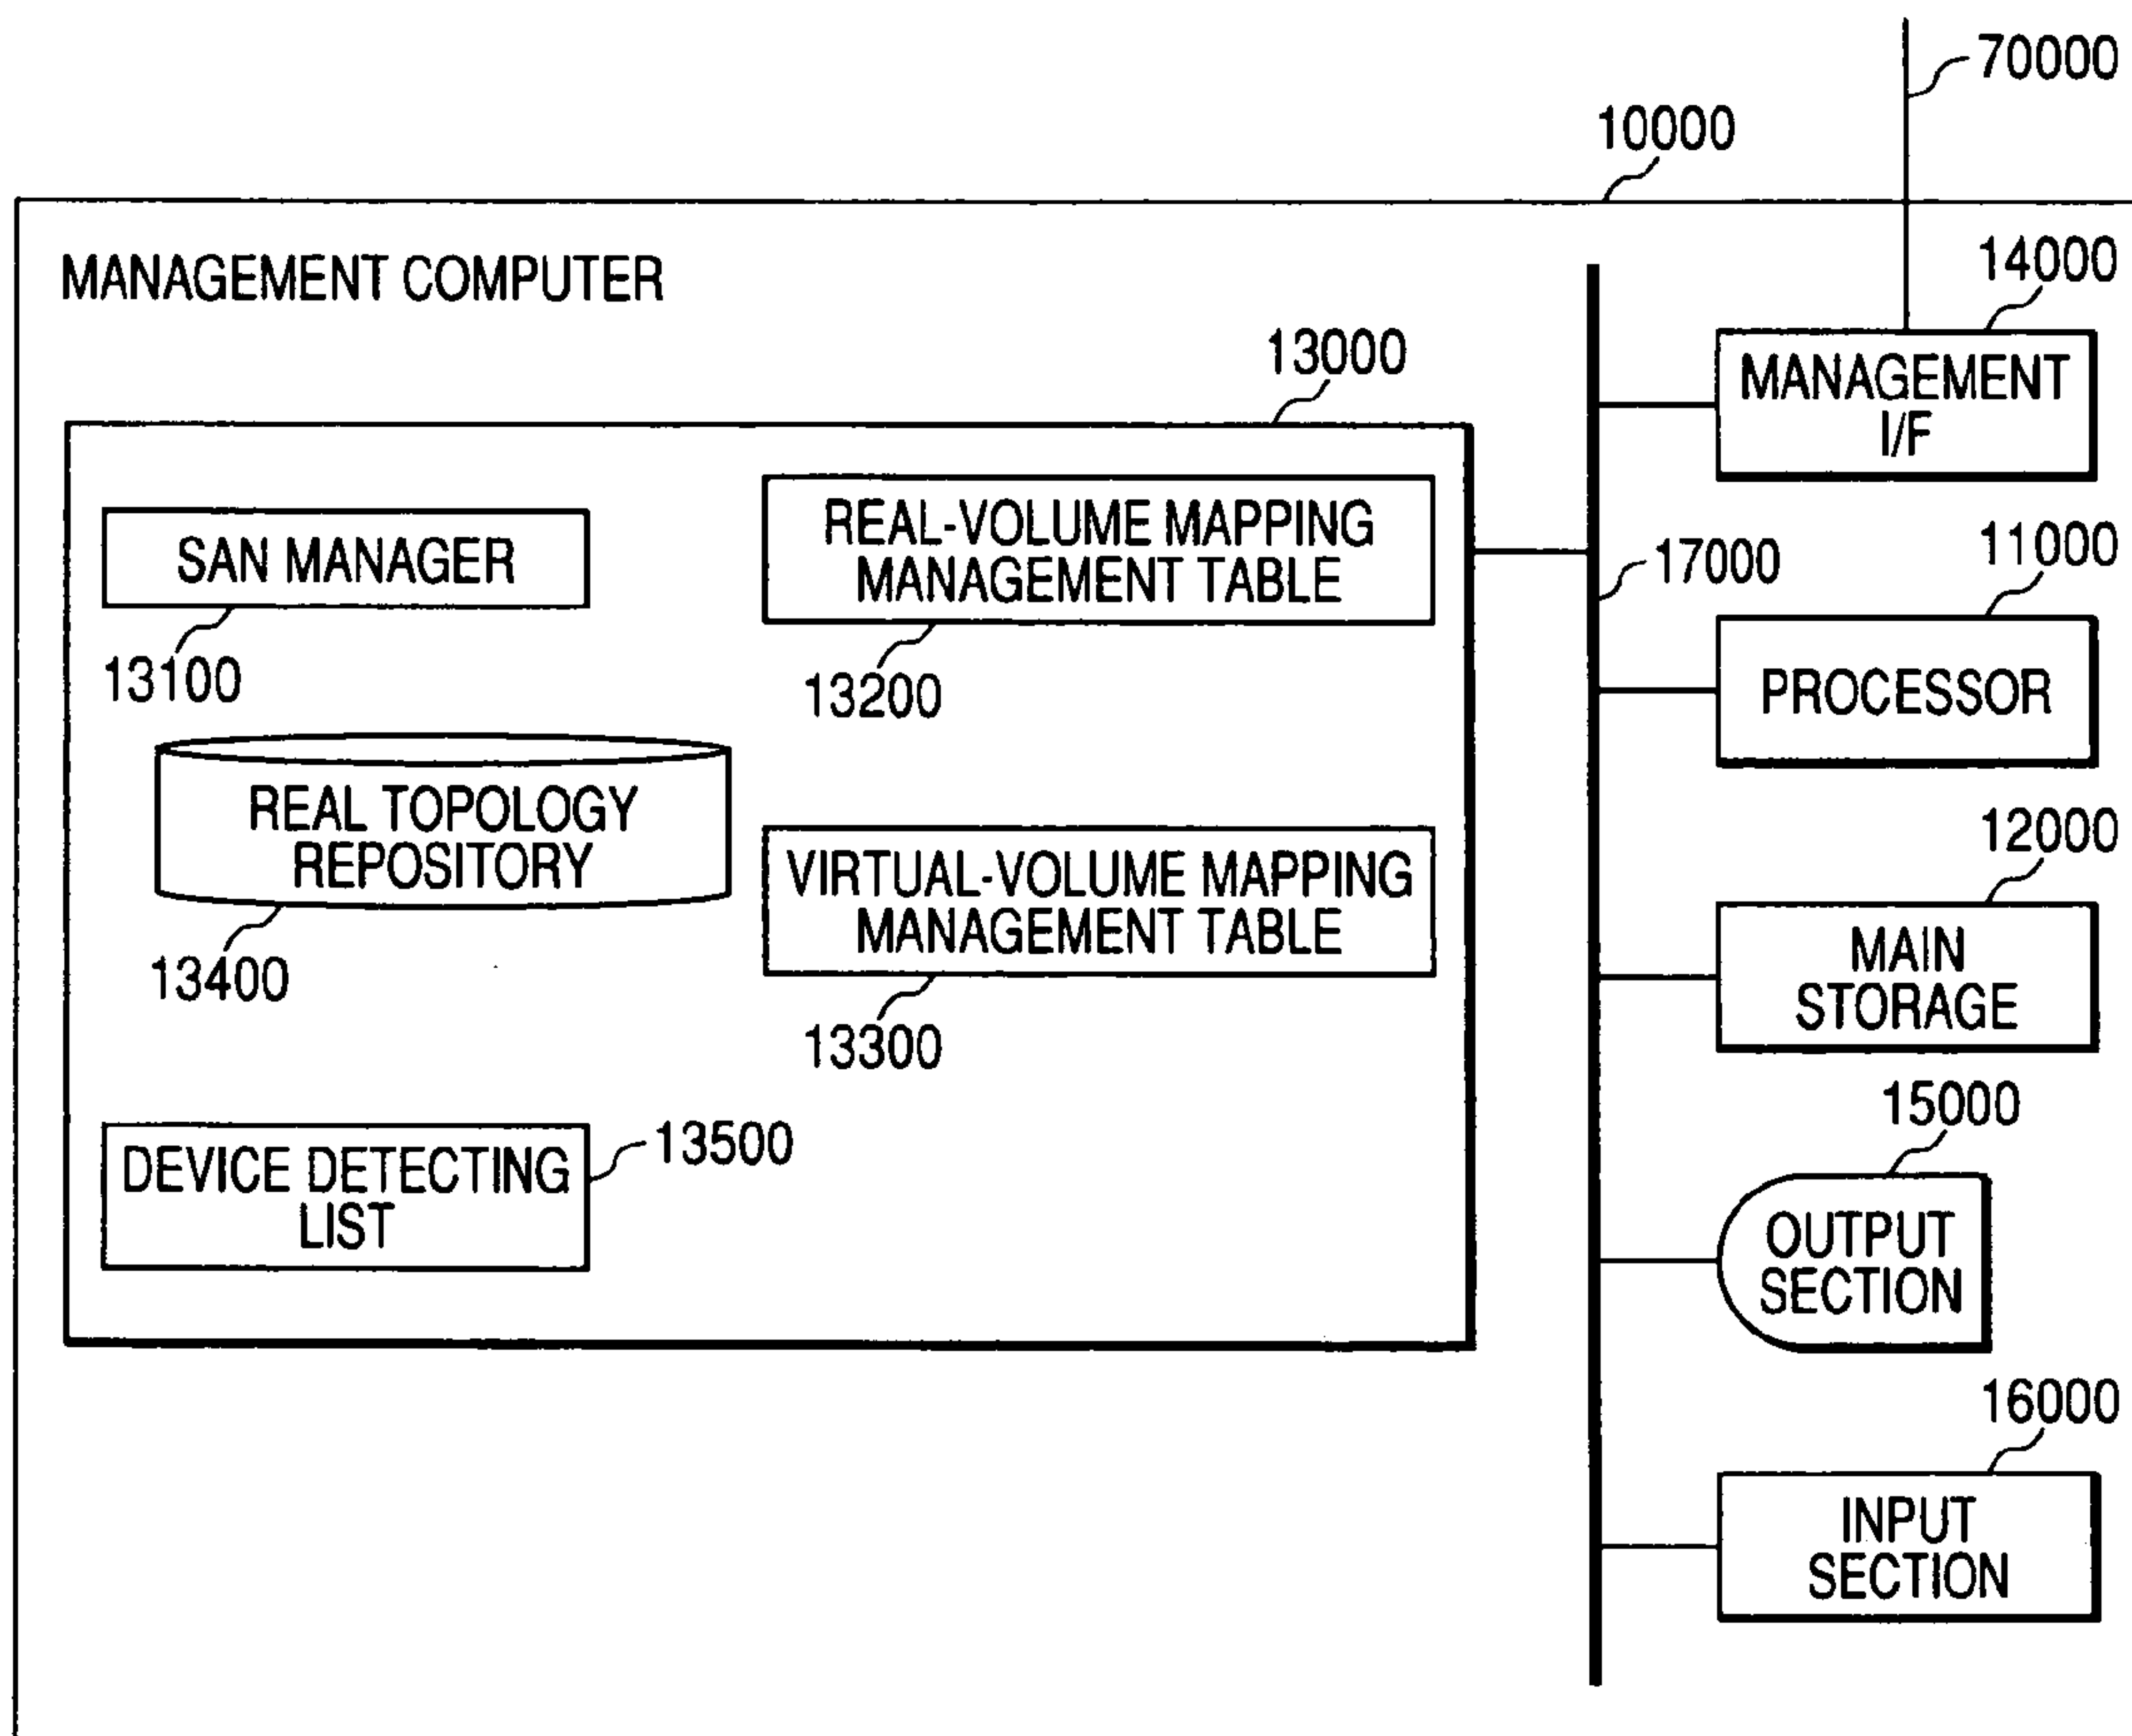 70000
10000
MANAGEMENT COMPUTER
14000
13000
MANAGEMENT
I/F
REAL-VOLUME MAPPING
MANAGEMENT TABLE
SAN MANAGER
17000
11000
13100
13200
PROCESSOR
REAL TOPOLOGY
REPOSITORY
12000
VIRTUAL-VOLUME MAPPING
MANAGEMENT TABLE
MAIN
STORAGE
13400
13300
15000
DEVICE DETECTING
LIST
13500
OUTPUT
SECTION
16000
INPUT
SECTION